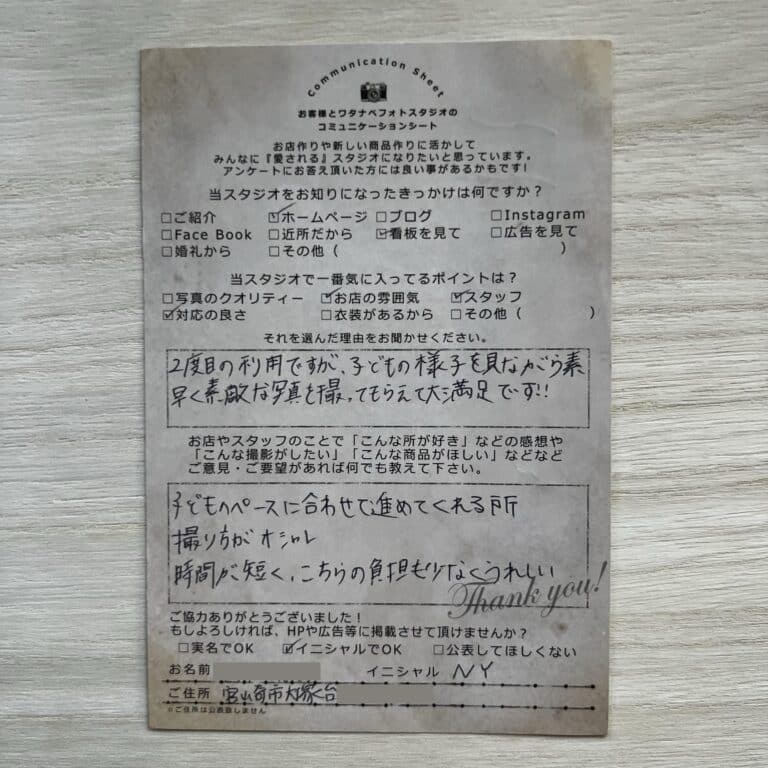 Communication Sheet
お客様とワタナベフォトスタジオの
コミュニケーションシート
お店作りや新しい商品作りに活かして
みんなに『愛される』スタジオになりたいと思っています。
アンケートにお答え頂いた方には良い事があるかもです!
当スタジオをお知りになったきっかけは何ですか?
□ご紹介 ☑ホームページ □ブログ □Instagram
□Face Book □近所だから ☑看板を見て □広告を見て
□婚礼から □その他( )
当スタジオで一番気に入ってるポイントは?
□写真のクオリティー ☑お店の雰囲気 ☑スタッフ
☑対応の良さ □衣装があるから □その他( )
それを選んだ理由をお聞かせください。
2度目の利用ですが、子どもの様子を見ながら素
早く素敵な写真を撮ってもらえて大満足です!!
お店やスタッフのことで「こんな所が好き」などの感想や
「こんな撮影がしたい」「こんな商品がほしい」などなど
ご意見・ご要望があれば何でも教えて下さい。
子どものペースに合わせて進めてくれる所
撮り方がオシャレ
時間が短く、こちらの負担も少なくうれしい
Thank you!
ご協力ありがとうございました!
もしよろしければ、HPや広告等に掲載させて頂けませんか?
□実名でOK ☑イニシャルでOK □公表してほしくない
お名前 イニシャル NY
ご住所 宮崎市大塚台
※ご住所は公表致しません